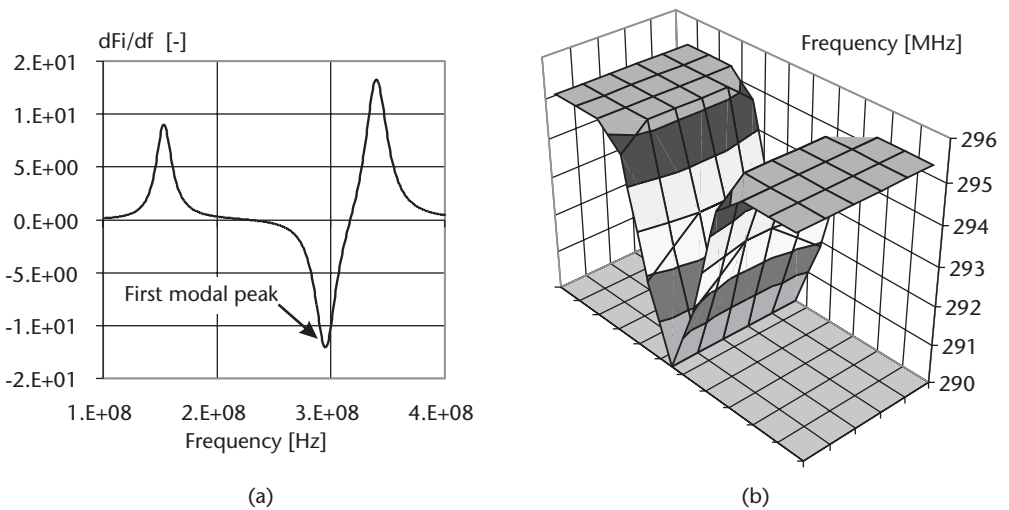 dFi/df [-]
2.E+01
1.E+01
5.E+00
0.E+00
-5.E+00
-1.E+01
-2.E+01
First modal peak
1.E+08 2.E+08 3.E+08 4.E+08
Frequency [Hz]
(a)
Frequency [MHz]
296
295
294
293
292
291
290
(b)